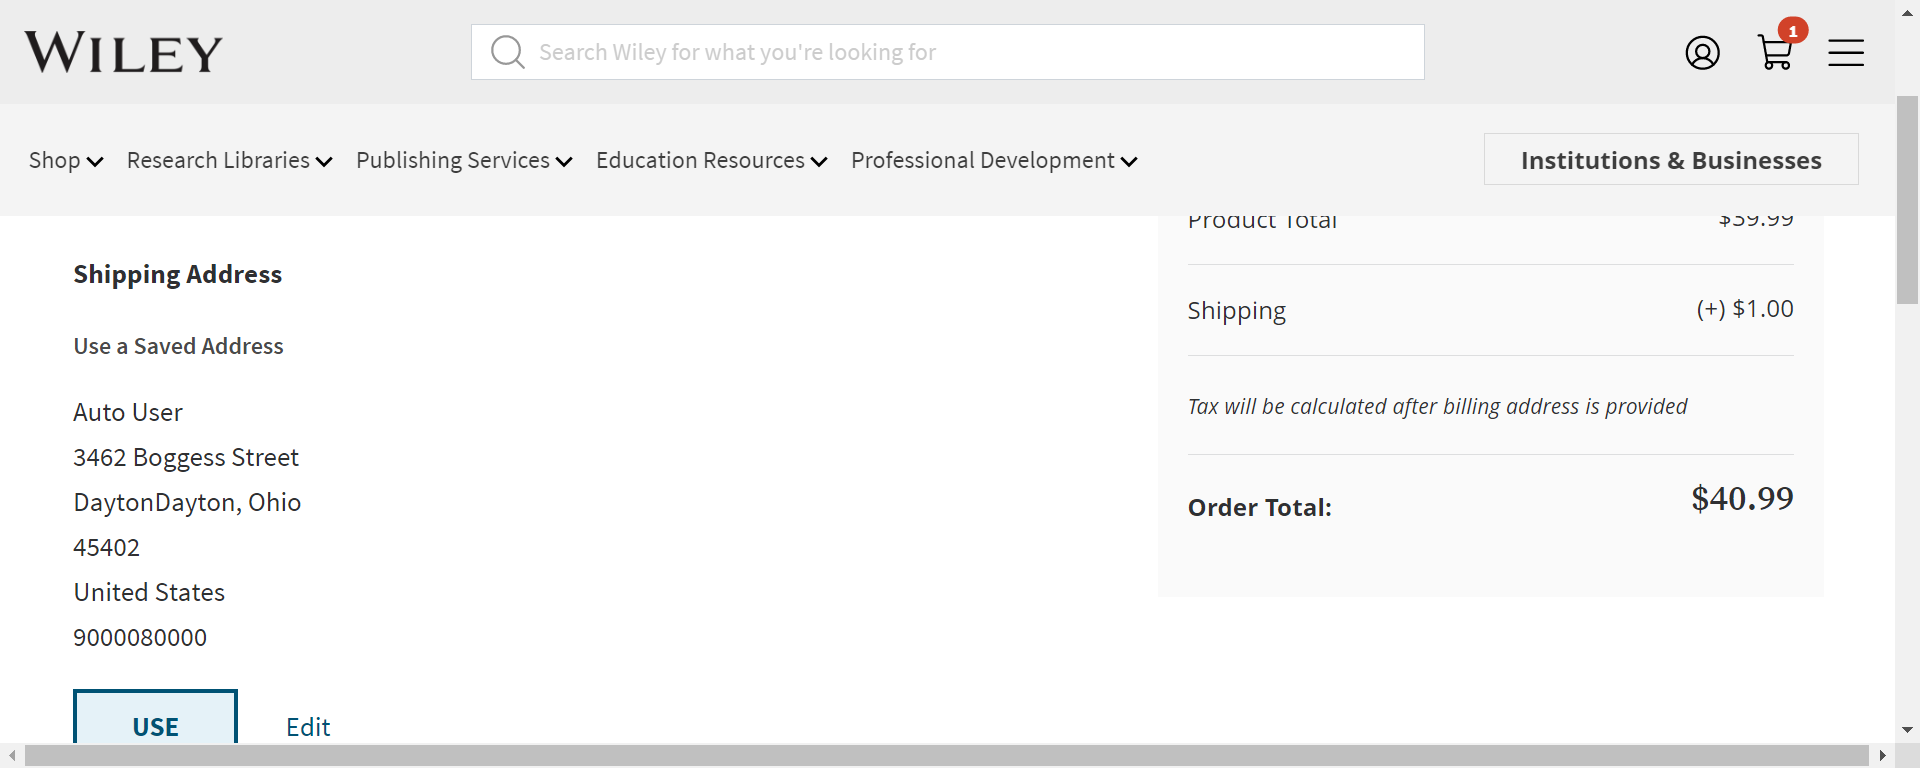 WILEY
Search Wiley for what you're looking for
1
Shop
Research Libraries
Publishing Services
Education Resources
Professional Development
Institutions & Businesses
Shipping Address
Use a Saved Address
Auto User
3462 Boggess Street
DaytonDayton, Ohio
45402
United States
9000080000
USE
Edit
Product Total
$39.99
Shipping
(+) $1.00
Tax will be calculated after billing address is provided
Order Total:
$40.99